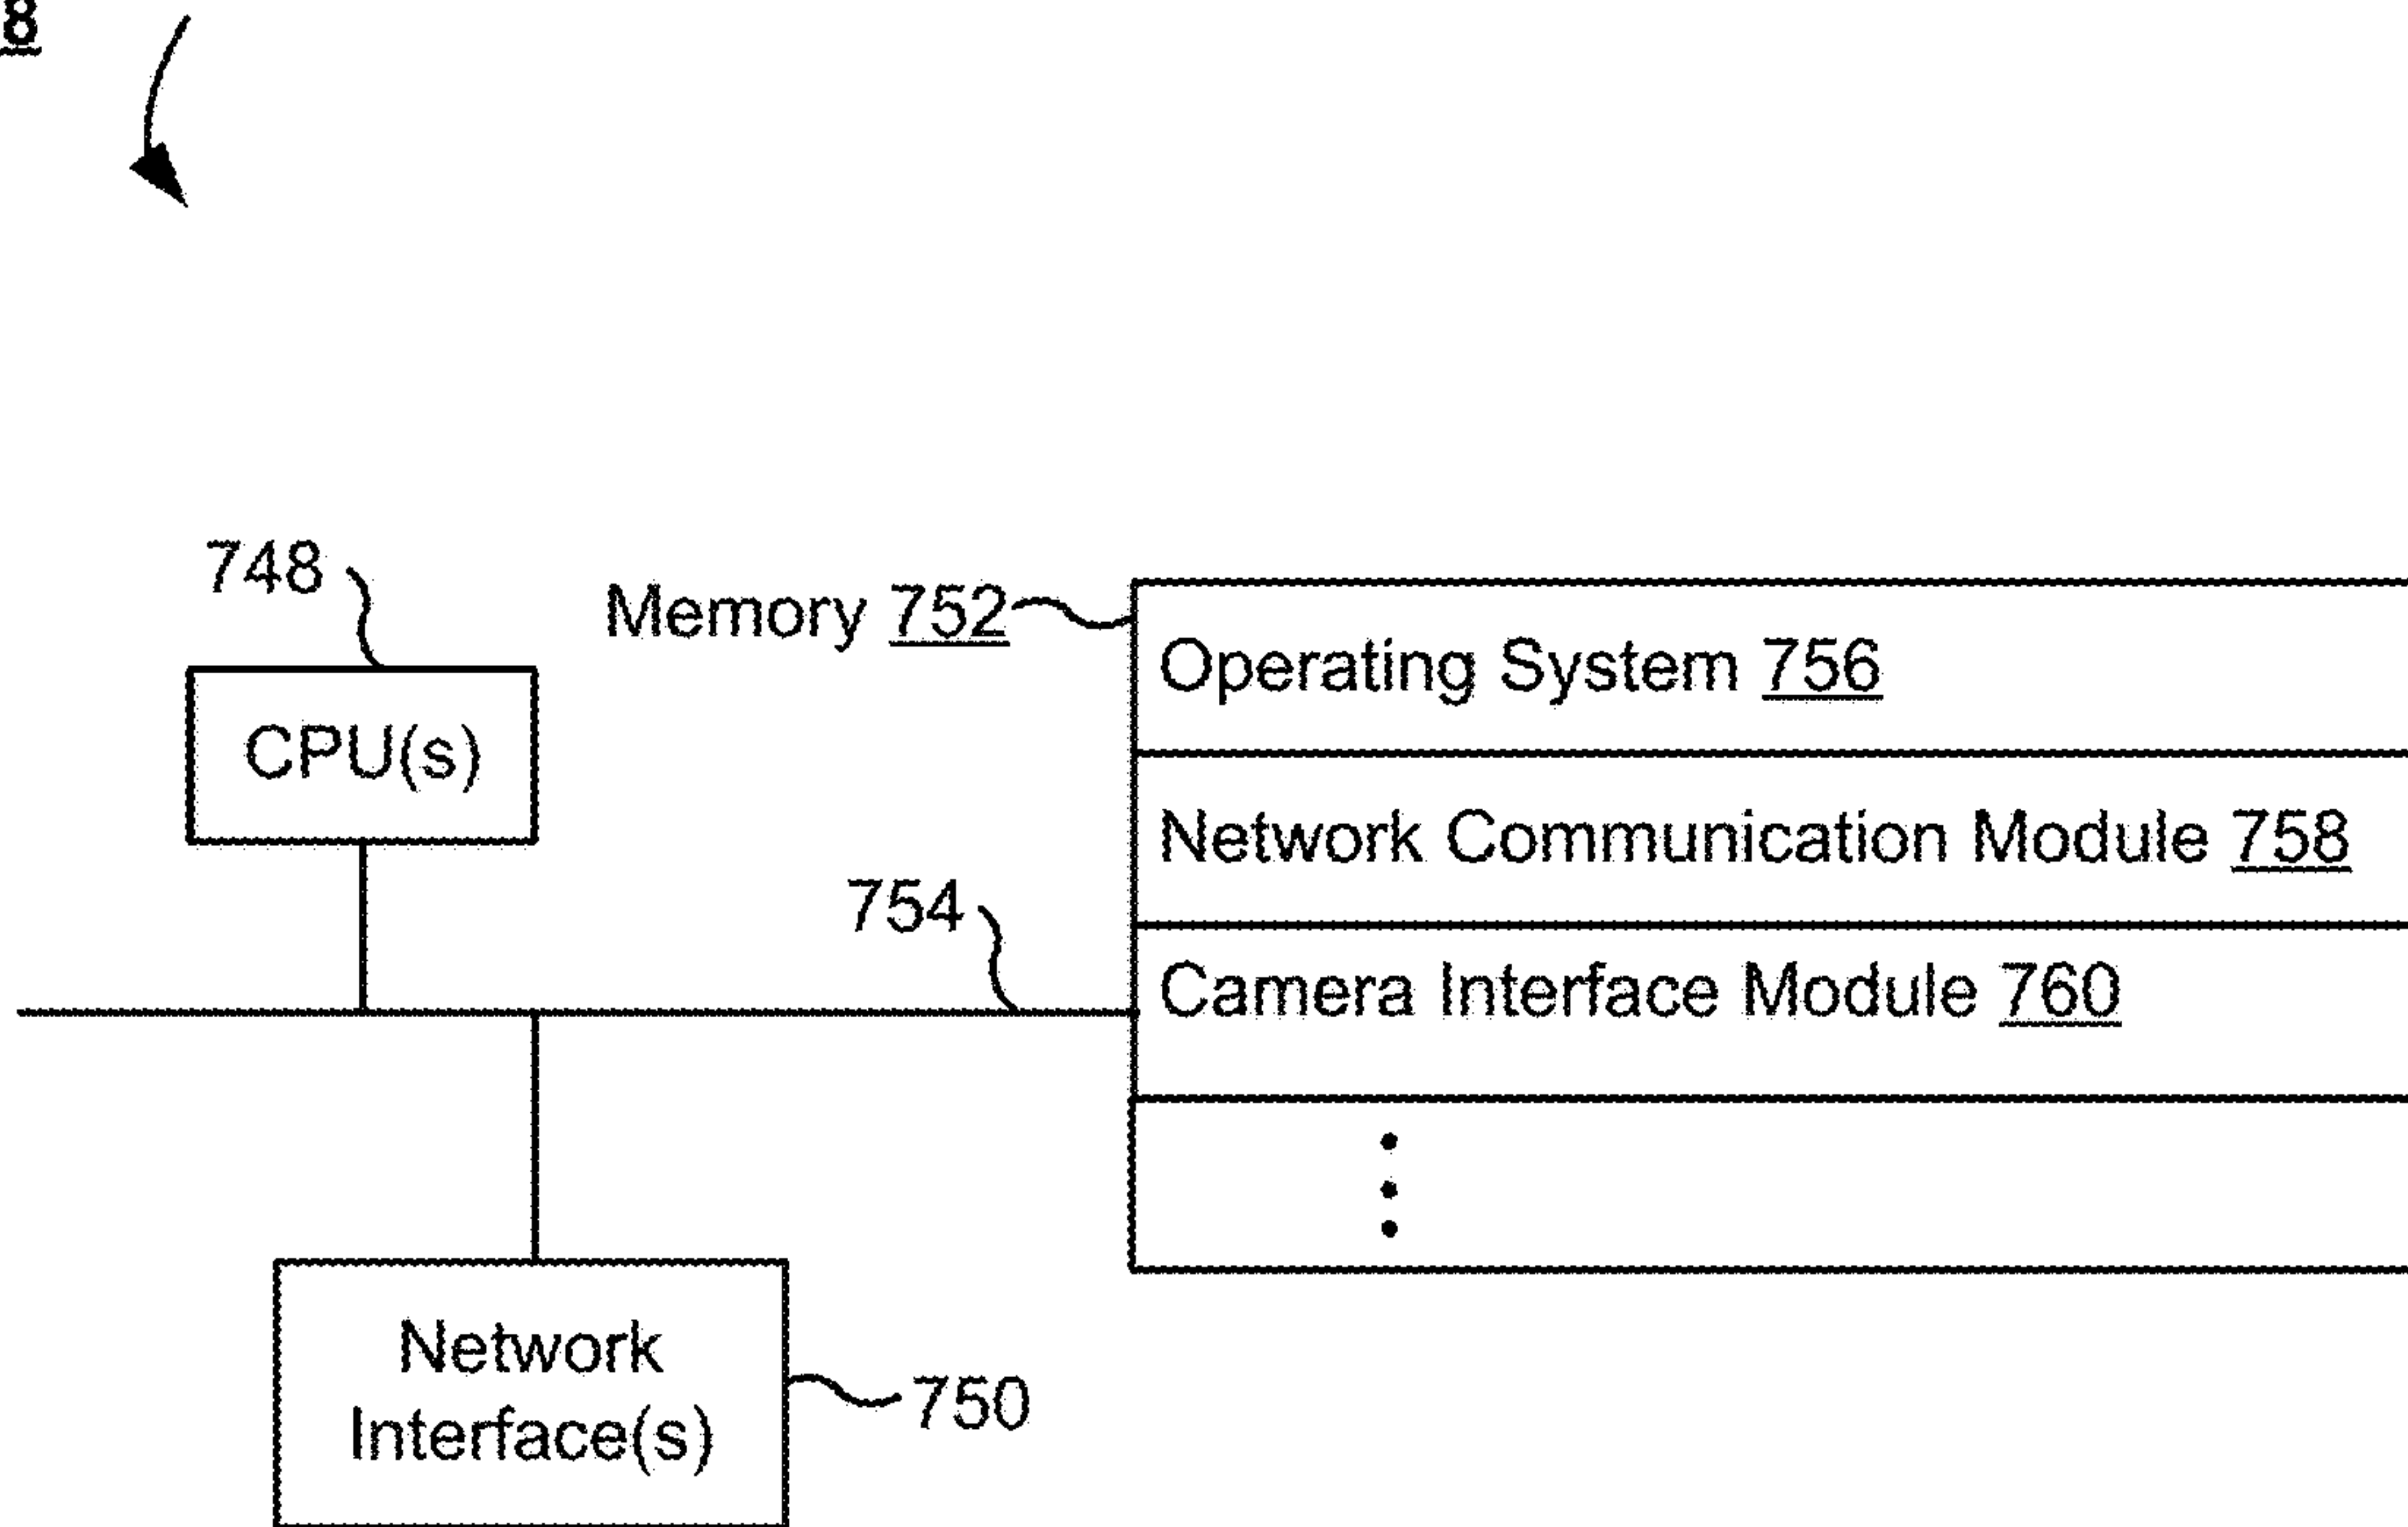 8
748
Memory 752
Operating System 756
CPU(s)
Network Communication Module 758
754
Camera Interface Module 760
Network
Interface(s)
750